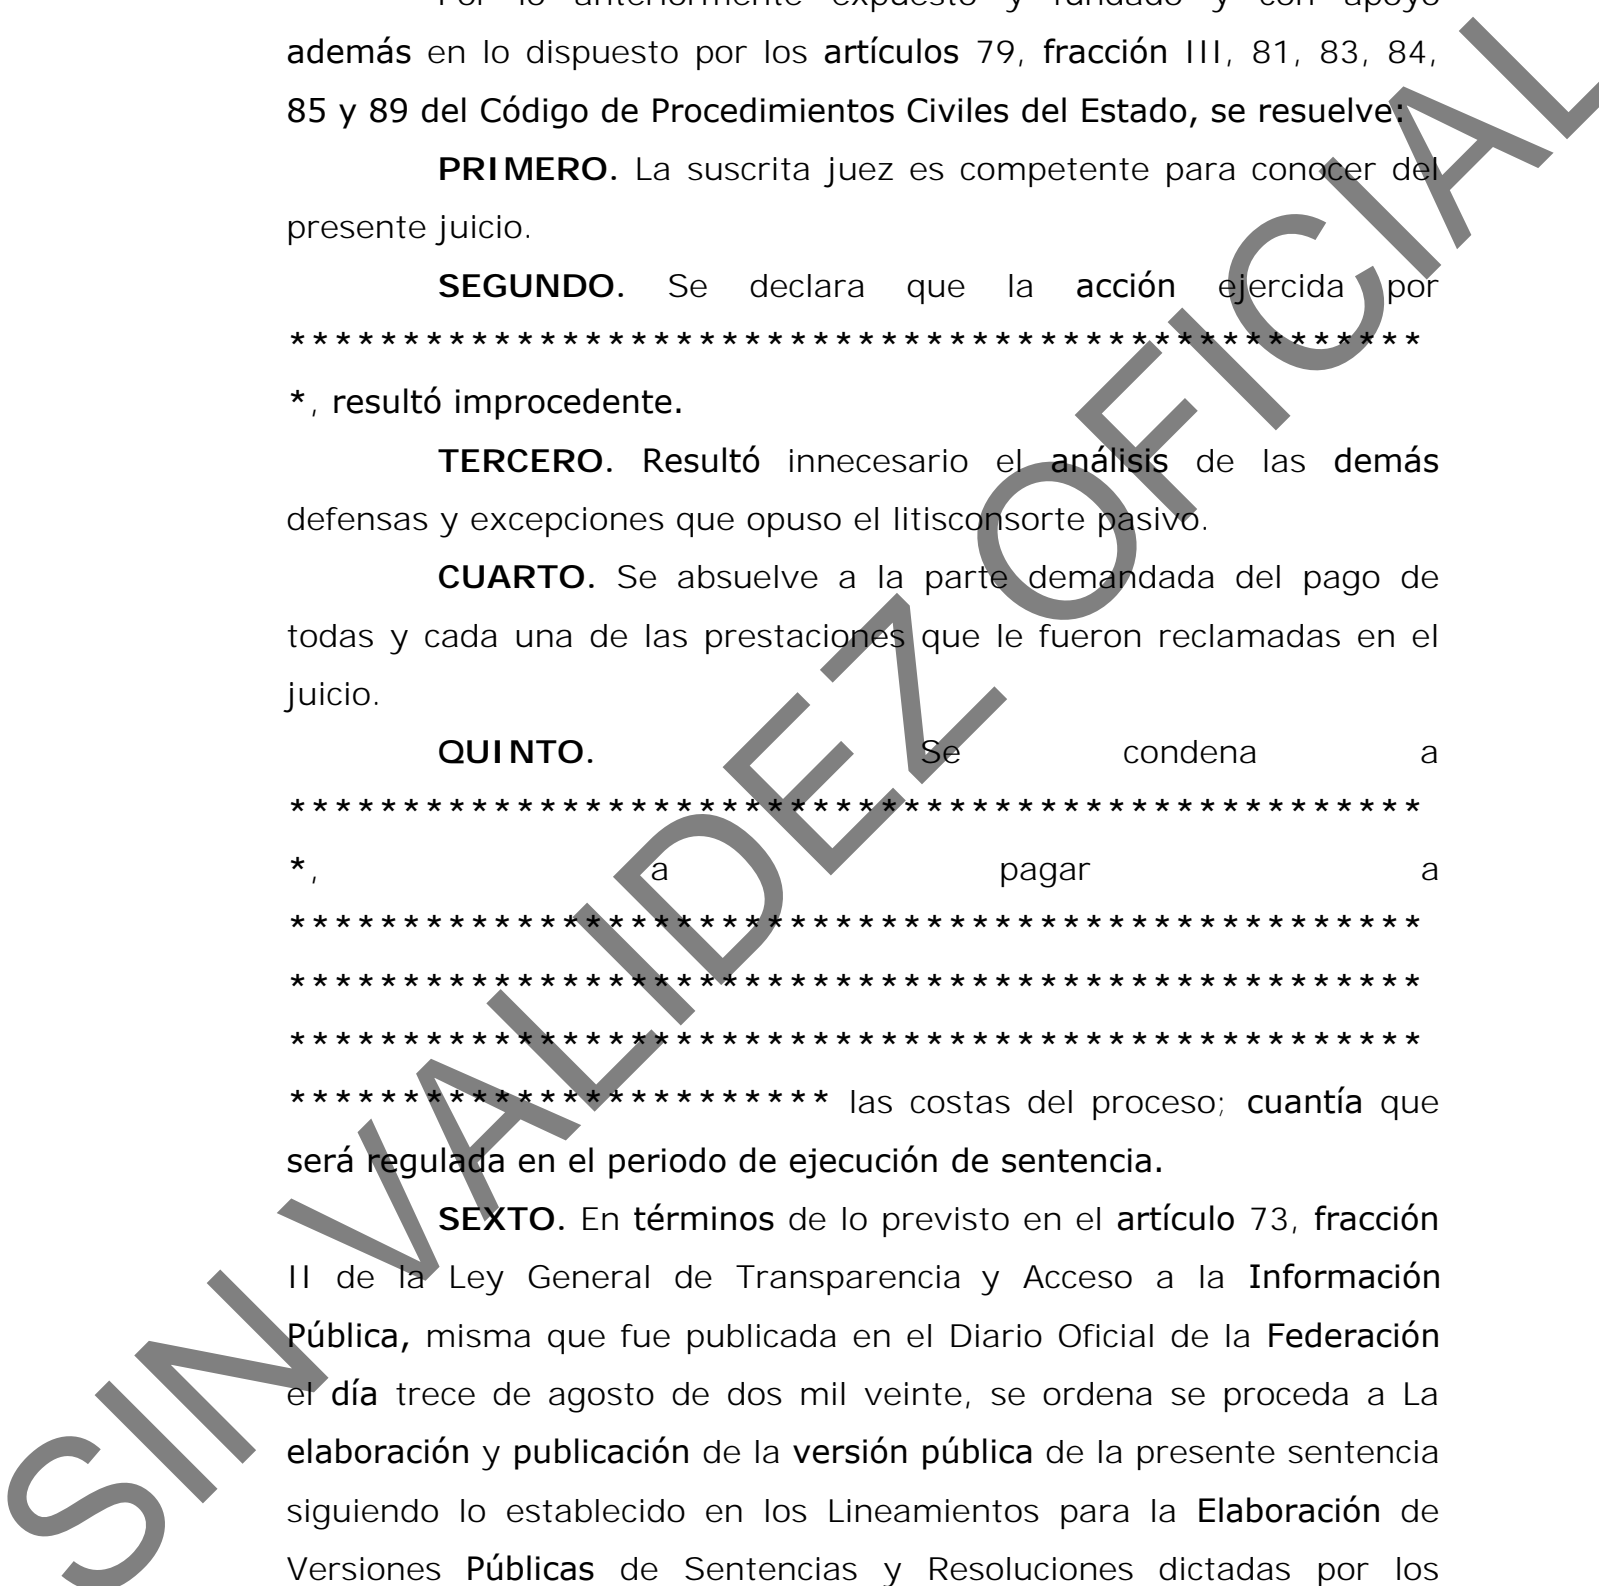 Por lo anteriormente expuesto y fundado y con apoyo
además en lo dispuesto por los artículos 79, fracción III, 81, 83, 84,
85 y 89 del Código de Procedimientos Civiles del Estado, se resuelve:
PRIMERO. La suscrita juez es competente para conocer del
presente juicio.
SEGUNDO. Se declara que la acción ejercida por
**************************************************
*, resultó improcedente.
TERCERO. Resultó innecesario el análisis de las demás
defensas y excepciones que opuso el litisconsorte pasivo.
CUARTO. Se absuelve a la parte demandada del pago de
todas y cada una de las prestaciones que le fueron reclamadas en el
juicio.
QUINTO. Se condena a
**************************************************
*, a pagar a
**************************************************
**************************************************
**************************************************
************************ las costas del proceso; cuantía que
será regulada en el periodo de ejecución de sentencia.
SEXTO. En términos de lo previsto en el artículo 73, fracción
II de la Ley General de Transparencia y Acceso a la Información
Pública, misma que fue publicada en el Diario Oficial de la Federación
el día trece de agosto de dos mil veinte, se ordena se proceda a La
elaboración y publicación de la versión pública de la presente sentencia
siguiendo lo establecido en los Lineamientos para la Elaboración de
Versiones Públicas de Sentencias y Resoluciones dictadas por los
SIN VALIDEZ OFICIAL